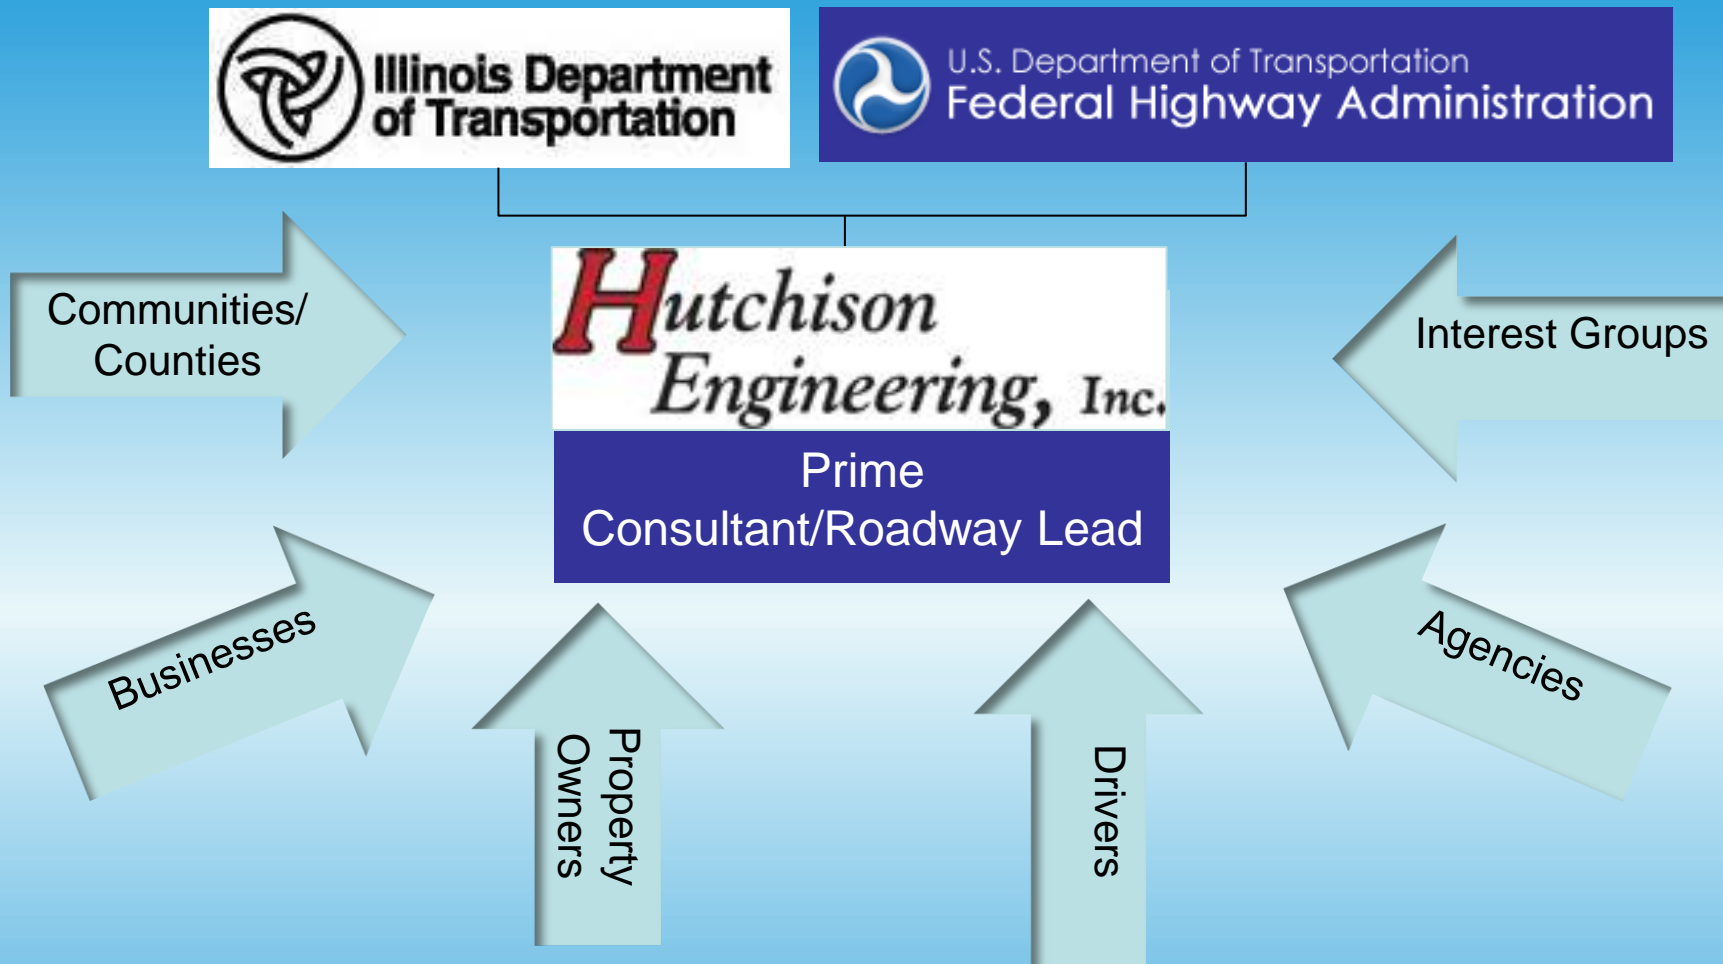 Illinois Department
of Transportation
U.S. Department of Transportation
Federal Highway Administration
Hutchison
Engineering, Inc.
Prime
Consultant/Roadway Lead
Communities/
Counties
Interest Groups
Businesses
Property
Owners
Drivers
Agencies